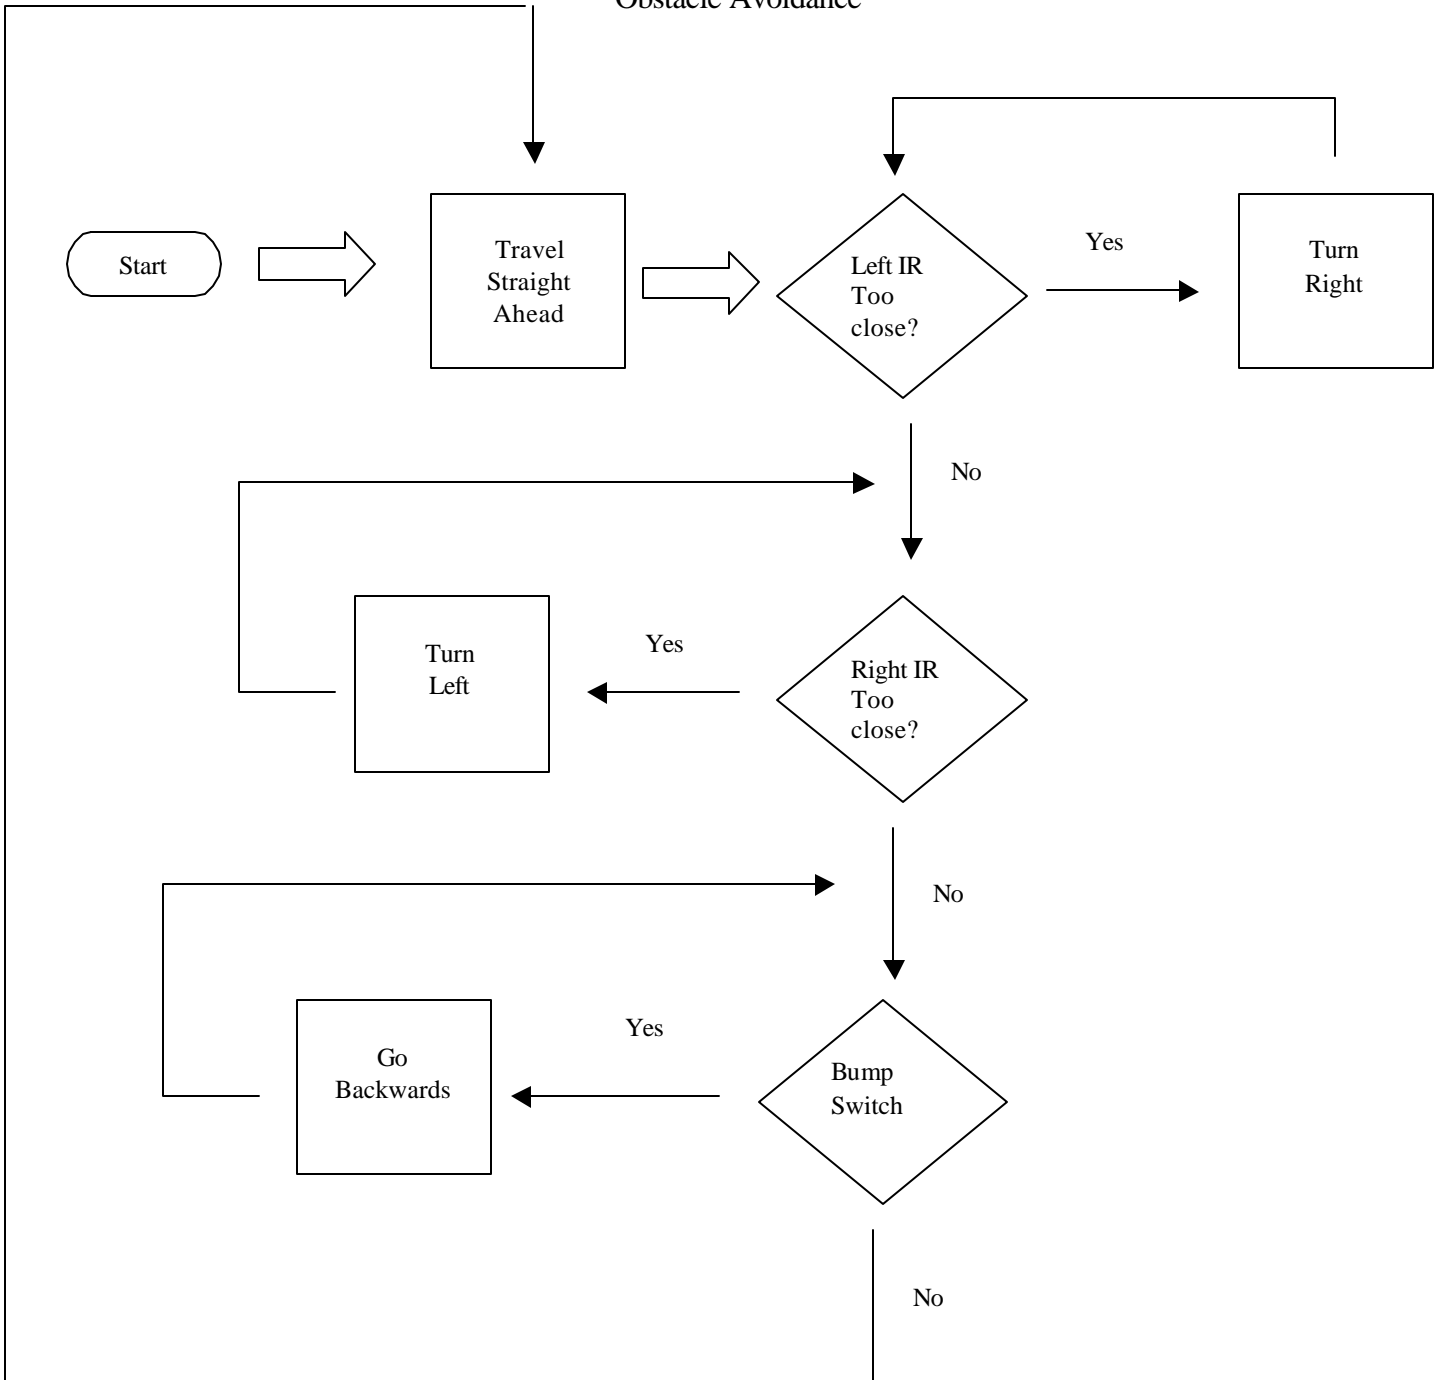 Obstacle Avoidance
Start
Travel
Straight
Ahead
Left IR
Too
close?
Yes
Turn
Right
No
Turn
Left
Yes
Right IR
Too
close?
No
Go
Backwards
Yes
Bump
Switch
No